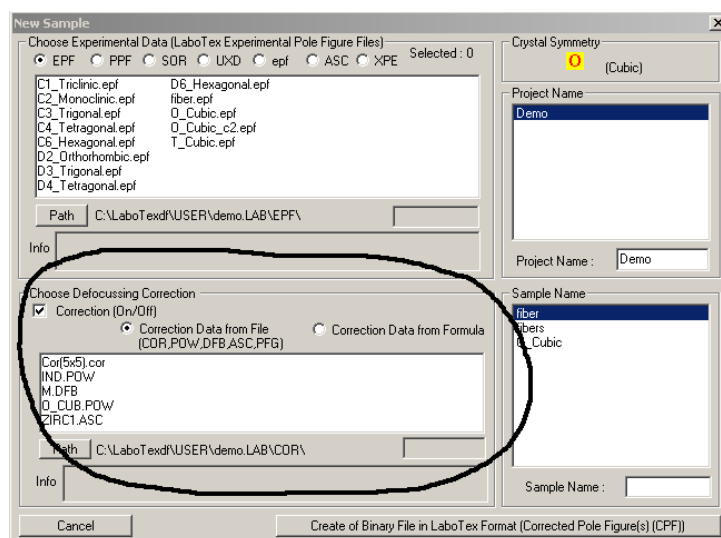 New Sample
Choose Experimental Data (LaboTex Experimental Pole Figure Files)
EPF PPF SOR UXD epf ASC XPE Selected : 0
C1_Triclinic.epf D6_Hexagonal.epf
C2_Monoclinic.epf fiber.epf
C3_Trigonal.epf O_Cubic.epf
C4_Tetragonal.epf O_Cubic_c2.epf
C6_Hexagonal.epf T_Cubic.epf
D2_Orthorhombic.epf
D3_Trigonal.epf
D4_Tetragonal.epf
Path C:\LaboTexdf\USER\demo.LAB\EPF\
Info
Crystal Symmetry
O (Cubic)
Project Name
Demo
Project Name : Demo
Choose Defocussing Correction
Correction (On/Off)
Correction Data from File Correction Data from Formula
(COR,POW,DFB,ASC,PFG)
Cor(5x5).cor
IND.POW
M.DFB
O_CUB.POW
ZIRC1.ASC
Path C:\LaboTexdf\USER\demo.LAB\COR\
Info
Sample Name
fiber
fibers
O_Cubic
Sample Name :
Cancel Create of Binary File in LaboTex Format (Corrected Pole Figure(s) (CPF))